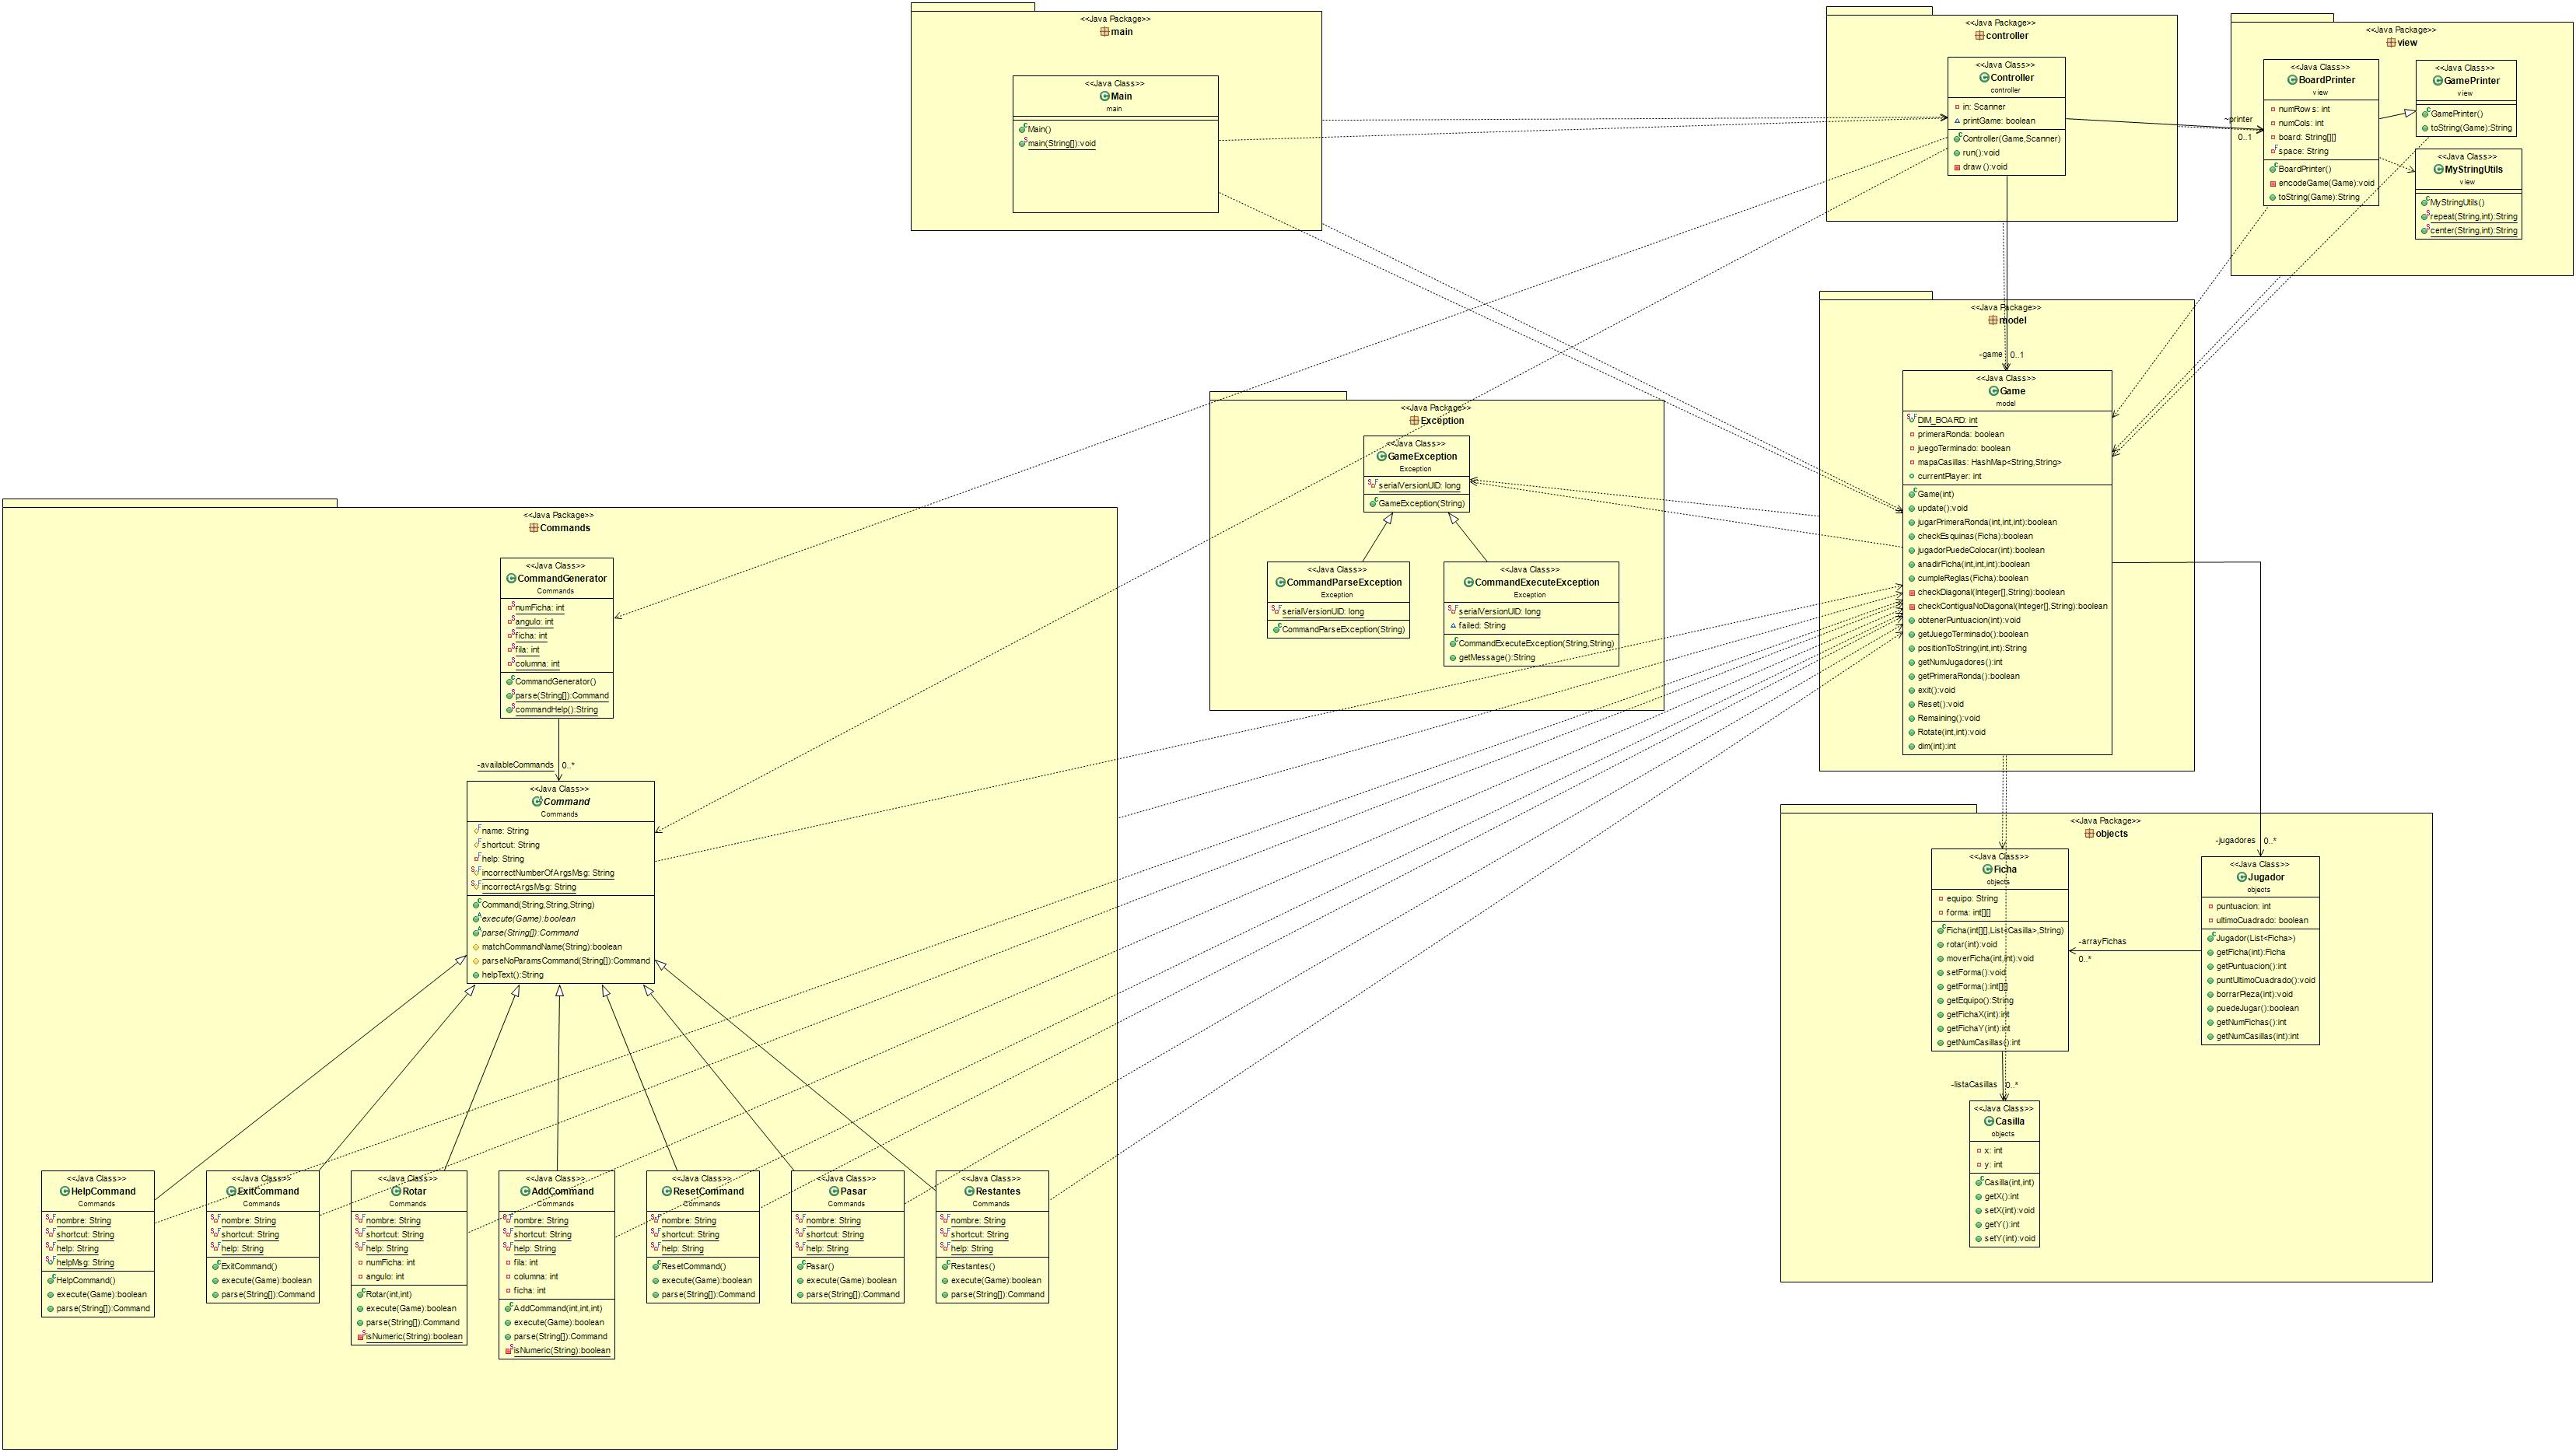 <<Java Package>>
main
<<Java Class>>
Main
main
Main()
main(String[]):void
<<Java Package>>
controller
<<Java Class>>
Controller
controller
in: Scanner
printGame: boolean
Controller(Game,Scanner)
run():void
draw():void
~printer
0..1
<<Java Package>>
view
<<Java Class>>
BoardPrinter
view
numRows: int
numCols: int
board: String[][]
space: String
BoardPrinter()
encodeGame(Game):void
toString(Game):String
<<Java Class>>
GamePrinter
view
GamePrinter()
toString(Game):String
<<Java Class>>
MyStringUtils
view
MyStringUtils()
repeat(String,int):String
center(String,int):String
<<Java Package>>
model
-game
0..1
<<Java Class>>
Game
model
DIM_BOARD: int
primeraRonda: boolean
juegoTerminado: boolean
mapaCasillas: HashMap<String,String>
currentPlayer: int
Game(int)
update():void
jugarPrimeraRonda(int,int,int):boolean
checkEsquinas(Ficha):boolean
jugadorPuedeColocar(int):boolean
anadirFicha(int,int,int):boolean
cumpleReglas(Ficha):boolean
checkDiagonal(Integer[],String):boolean
checkContiguaNoDiagonal(Integer[],String):boolean
obtenerPuntuacion(int):void
getJuegoTerminado():boolean
positionToString(int,int):String
getNumJugadores():int
getPrimeraRonda():boolean
exit():void
Reset():void
Remaining():void
Rotate(int,int):void
dim(int):int
<<Java Package>>
Exception
<<Java Class>>
GameException
Exception
serialVersionUID: long
GameException(String)
<<Java Class>>
CommandParseException
Exception
serialVersionUID: long
CommandParseException(String)
<<Java Class>>
CommandExecuteException
Exception
serialVersionUID: long
failed: String
CommandExecuteException(String,String)
getMessage():String
<<Java Package>>
Commands
<<Java Class>>
CommandGenerator
Commands
numFicha: int
angulo: int
ficha: int
fila: int
columna: int
CommandGenerator()
parse(String[]):Command
commandHelp():String
-availableCommands
0..*
<<Java Class>>
Command
Commands
name: String
shortcut: String
help: String
incorrectNumberOfArgsMsg: String
incorrectArgsMsg: String
Command(String,String,String)
execute(Game):boolean
parse(String[]):Command
matchCommandName(String):boolean
parseNoParamsCommand(String[]):Command
helpText():String
<<Java Class>>
HelpCommand
Commands
nombre: String
shortcut: String
help: String
helpMsg: String
HelpCommand()
execute(Game):boolean
parse(String[]):Command
<<Java Class>>
ExitCommand
Commands
nombre: String
shortcut: String
help: String
ExitCommand()
execute(Game):boolean
parse(String[]):Command
<<Java Class>>
Rotar
Commands
nombre: String
shortcut: String
help: String
numFicha: int
angulo: int
Rotar(int,int)
execute(Game):boolean
parse(String[]):Command
isNumeric(String):boolean
<<Java Class>>
AddCommand
Commands
nombre: String
shortcut: String
help: String
fila: int
columna: int
ficha: int
AddCommand(int,int,int)
execute(Game):boolean
parse(String[]):Command
isNumeric(String):boolean
<<Java Class>>
ResetCommand
Commands
nombre: String
shortcut: String
help: String
ResetCommand()
execute(Game):boolean
parse(String[]):Command
<<Java Class>>
Pasar
Commands
nombre: String
shortcut: String
help: String
Pasar()
execute(Game):boolean
parse(String[]):Command
<<Java Class>>
Restantes
Commands
nombre: String
shortcut: String
help: String
Restantes()
execute(Game):boolean
parse(String[]):Command
<<Java Package>>
objects
<<Java Class>>
Ficha
objects
equipo: String
forma: int[][]
Ficha(int[][],List<Casilla>,String)
rotar(int):void
moverFicha(int,int):void
setForma():void
getForma():int[][]
getEquipo():String
getFichaX(int):int
getFichaY(int):int
getNumCasillas():int
-jugadores
0..*
<<Java Class>>
Jugador
objects
puntuacion: int
ultimoCuadrado: boolean
Jugador(List<Ficha>)
getFicha(int):Ficha
getPuntuacion():int
puntUltimoCuadrado():void
borrarPieza(int):void
puedeJugar():boolean
getNumFichas():int
getNumCasillas(int):int
-arrayFichas
0..*
-listaCasillas
0..*
<<Java Class>>
Casilla
objects
x: int
y: int
Casilla(int,int)
getX():int
setX(int):void
getY():int
setY(int):void